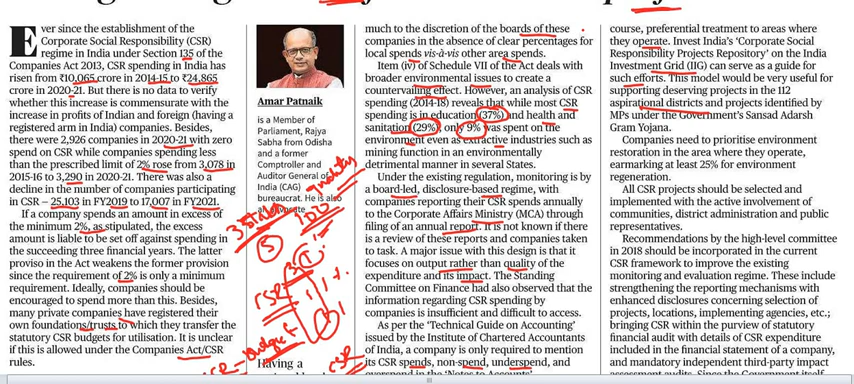 Ever since the establishment of the
Corporate Social Responsibility (CSR)
regime in India under Section 135 of the
Companies Act 2013, CSR spending in India has
risen from ₹10,065 crore in 2014-15 to ₹24,865
crore in 2020-21. But there is no data to verify
whether this increase is commensurate with the
increase in profits of Indian and foreign (having a
registered arm in India) companies. Besides,
there were 2,926 companies in 2020-21 with zero
spend on CSR while companies spending less
than the prescribed limit of 2% rose from 3,078 in
2015-16 to 3,290 in 2020-21. There was also a
decline in the number of companies participating
in CSR – 25,103 in FY2019 to 17,007 in FY2021.
If a company spends an amount in excess of
the minimum 2%, as stipulated, the excess
amount is liable to be set off against spending in
the succeeding three financial years. The latter
proviso in the Act weakens the former provision
since the requirement of 2% is only a minimum
requirement. Ideally, companies should be
encouraged to spend more than this. Besides,
many private companies have registered their
own foundations/trusts to which they transfer the
statutory CSR budgets for utilisation. It is unclear
if this is allowed under the Companies Act/CSR
rules.
Amar Patnaik
is a Member of
Parliament, Rajya
Sabha from Odisha
and a former
Comptroller and
Auditor General of
India (CAG)
bureaucrat. He is also
Having a
much to the discretion of the boards of these
companies in the absence of clear percentages for
local spends vis-à-vis other area spends.
Item (iv) of Schedule VII of the Act deals with
broader environmental issues to create a
countervailing effect. However, an analysis of CSR
spending (2014-18) reveals that while most CSR
spending is in education (37%) and health and
sanitation (29%), only 9% was spent on the
environment even as extractive industries such as
mining function in an environmentally
detrimental manner in several States.
Under the existing regulation, monitoring is by
a board-led, disclosure-based regime, with
companies reporting their CSR spends annually
to the Corporate Affairs Ministry (MCA) through
filing of an annual report. It is not known if there
is a review of these reports and companies taken
to task. A major issue with this design is that it
focuses on output rather than quality of the
expenditure and its impact. The Standing
Committee on Finance had also observed that the
information regarding CSR spending by
companies is insufficient and difficult to access.
As per the ‘Technical Guide on Accounting’
issued by the Institute of Chartered Accountants
of India, a company is only required to mention
its CSR spends, non-spend, underspend, and
overspend in the ‘Notes to Accounts’.
course, preferential treatment to areas where
they operate. Invest India’s ‘Corporate Social
Responsibility Projects Repository’ on the India
Investment Grid (IIG) can serve as a guide for
such effort. This model would be very useful for
supporting deserving projects in the 112
aspirational districts and projects identified by
MPs under the Government’s Sansad Adarsh
Gram Yojana.
Companies need to prioritise environment
restoration in the area where they operate,
earmarking at least 25% for environment
regeneration.
All CSR projects should be selected and
implemented with the active involvement of
communities, district administration and public
representatives.
Recommendations by the high-level committee
in 2018 should be incorporated in the current
CSR framework to improve the existing
monitoring and evaluation regime. These include
strengthening the reporting mechanisms with
enhanced disclosures concerning selection of
projects, locations, implementing agencies, etc.;
bringing CSR within the purview of statutory
financial audit with details of CSR expenditure
included in the financial statement of a company,
and mandatory independent third-party impact
assessment audits. Since the Government itself